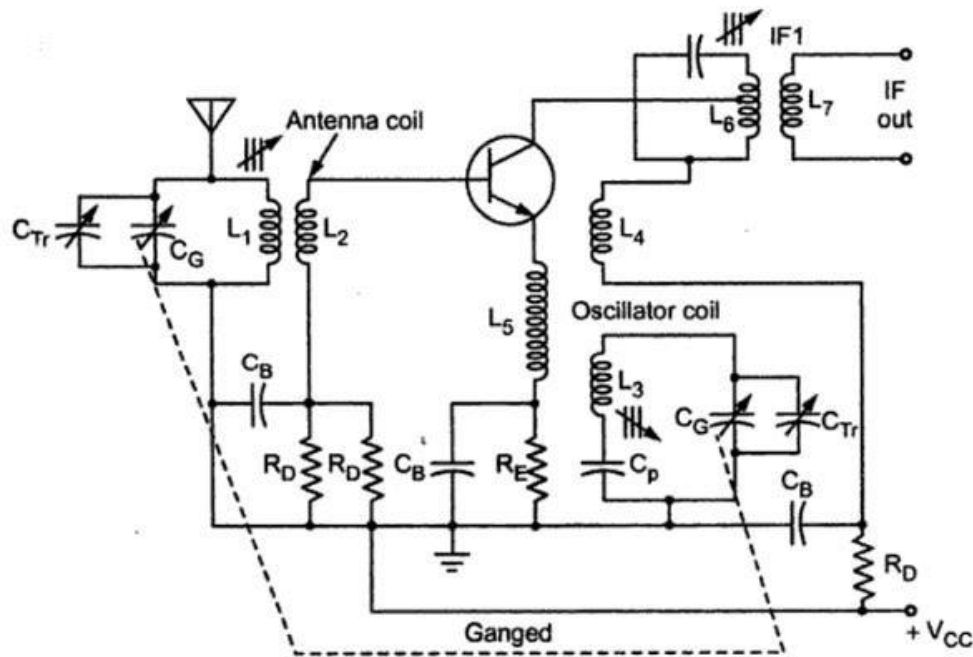 IF1
L6
L7
IF
out
Antenna coil
CTr
CG
L1
L2
L4
L5
Oscillator coil
CB
L3
CG
CTr
RD
RD
CB
RE
Cp
CB
RD
Ganged
+ VCC